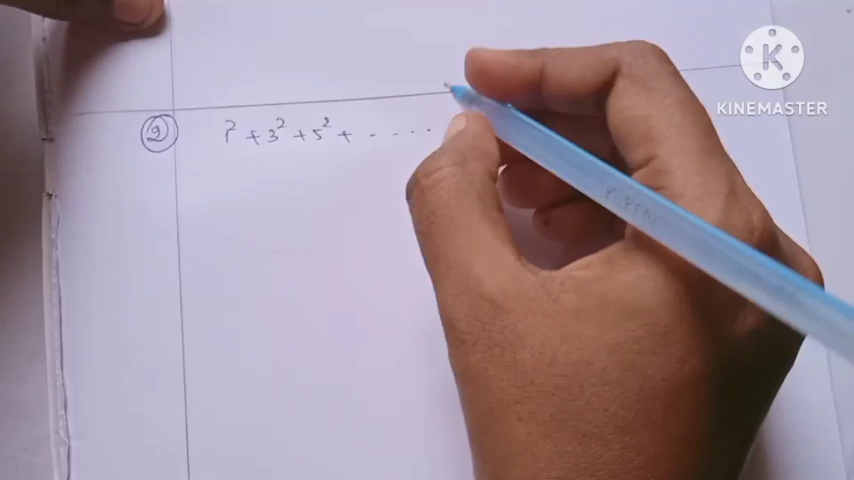 K
KINEMASTER
② 1² + 3² + 5² + . . . .